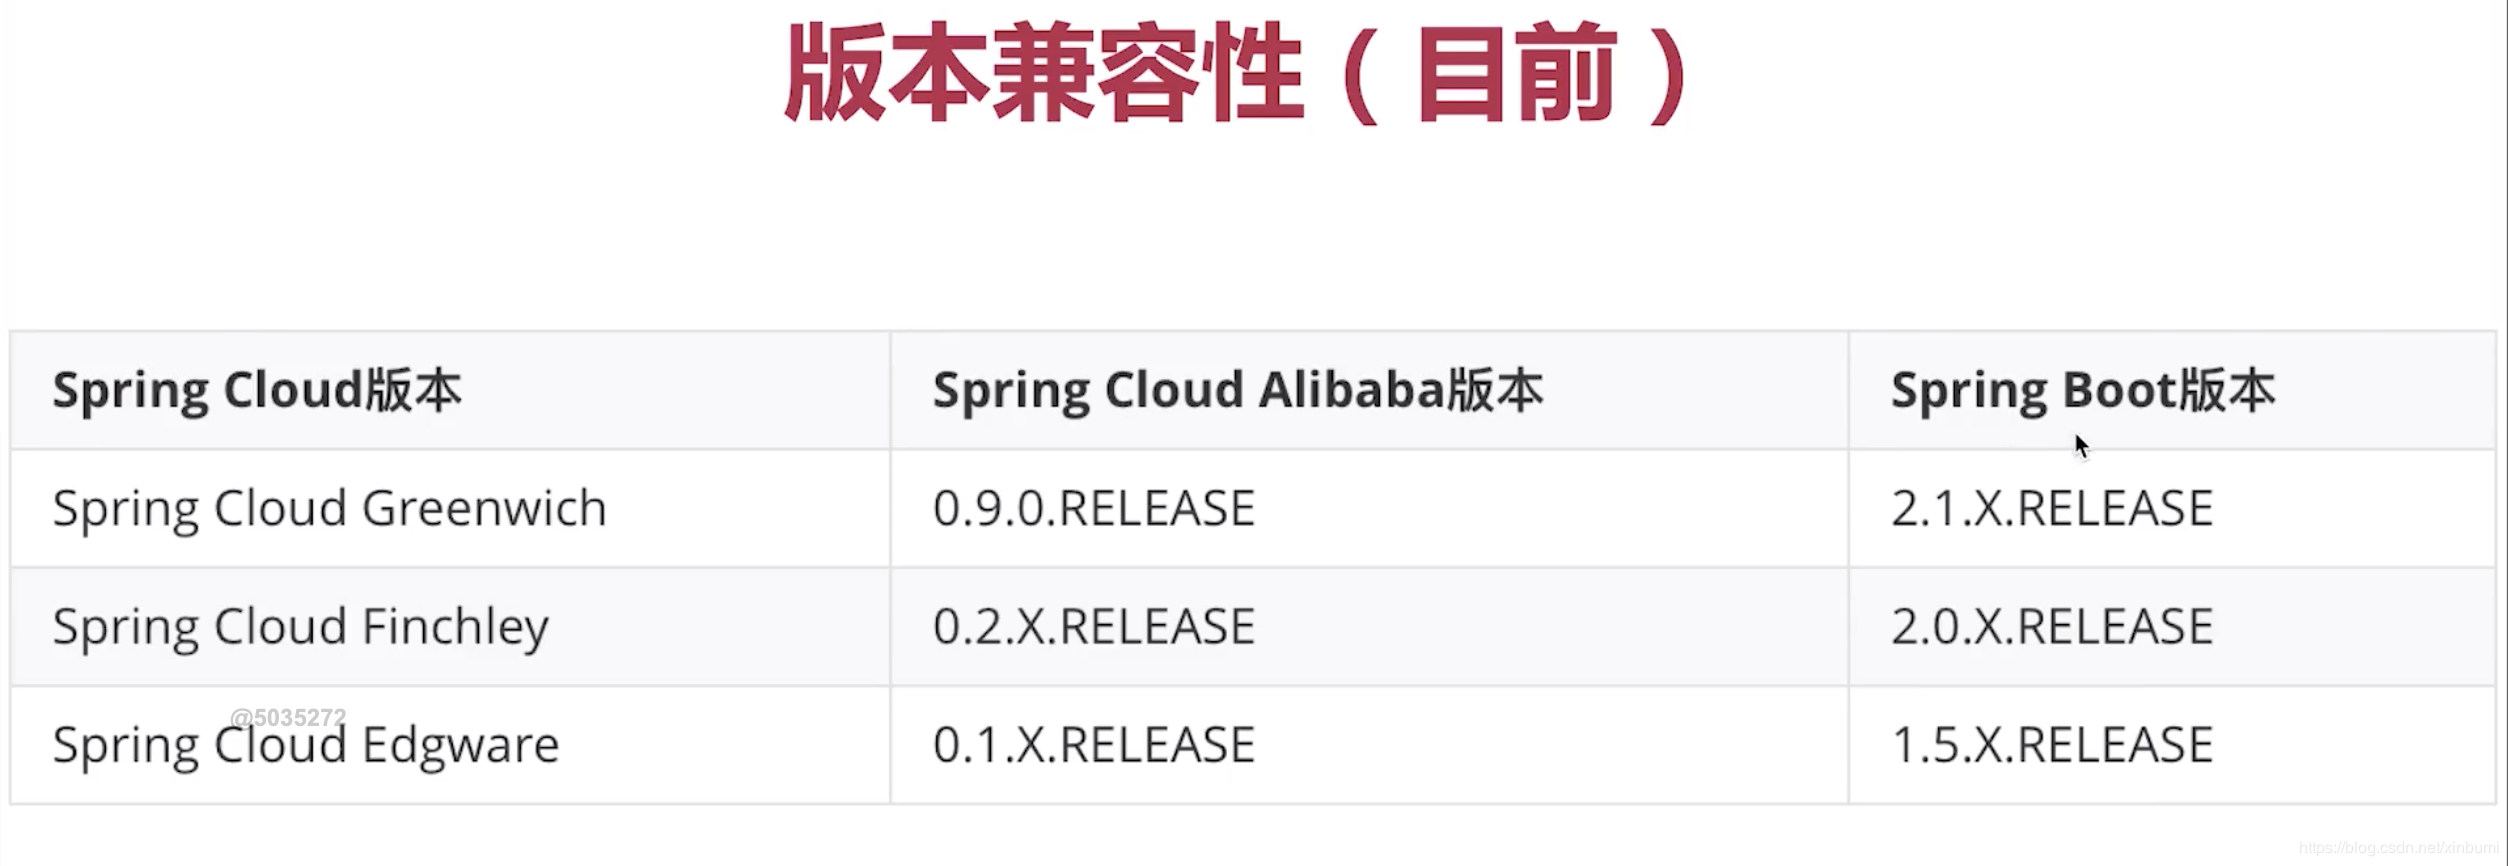 版本兼容性（目前）
Spring Cloud版本 Spring Cloud Alibaba版本 Spring Boot版本
Spring Cloud Greenwich 0.9.0.RELEASE 2.1.X.RELEASE
Spring Cloud Finchley 0.2.X.RELEASE 2.0.X.RELEASE
@5035272
Spring Cloud Edgware 0.1.X.RELEASE 1.5.X.RELEASE
https://blog.csdn.net/xinbumi